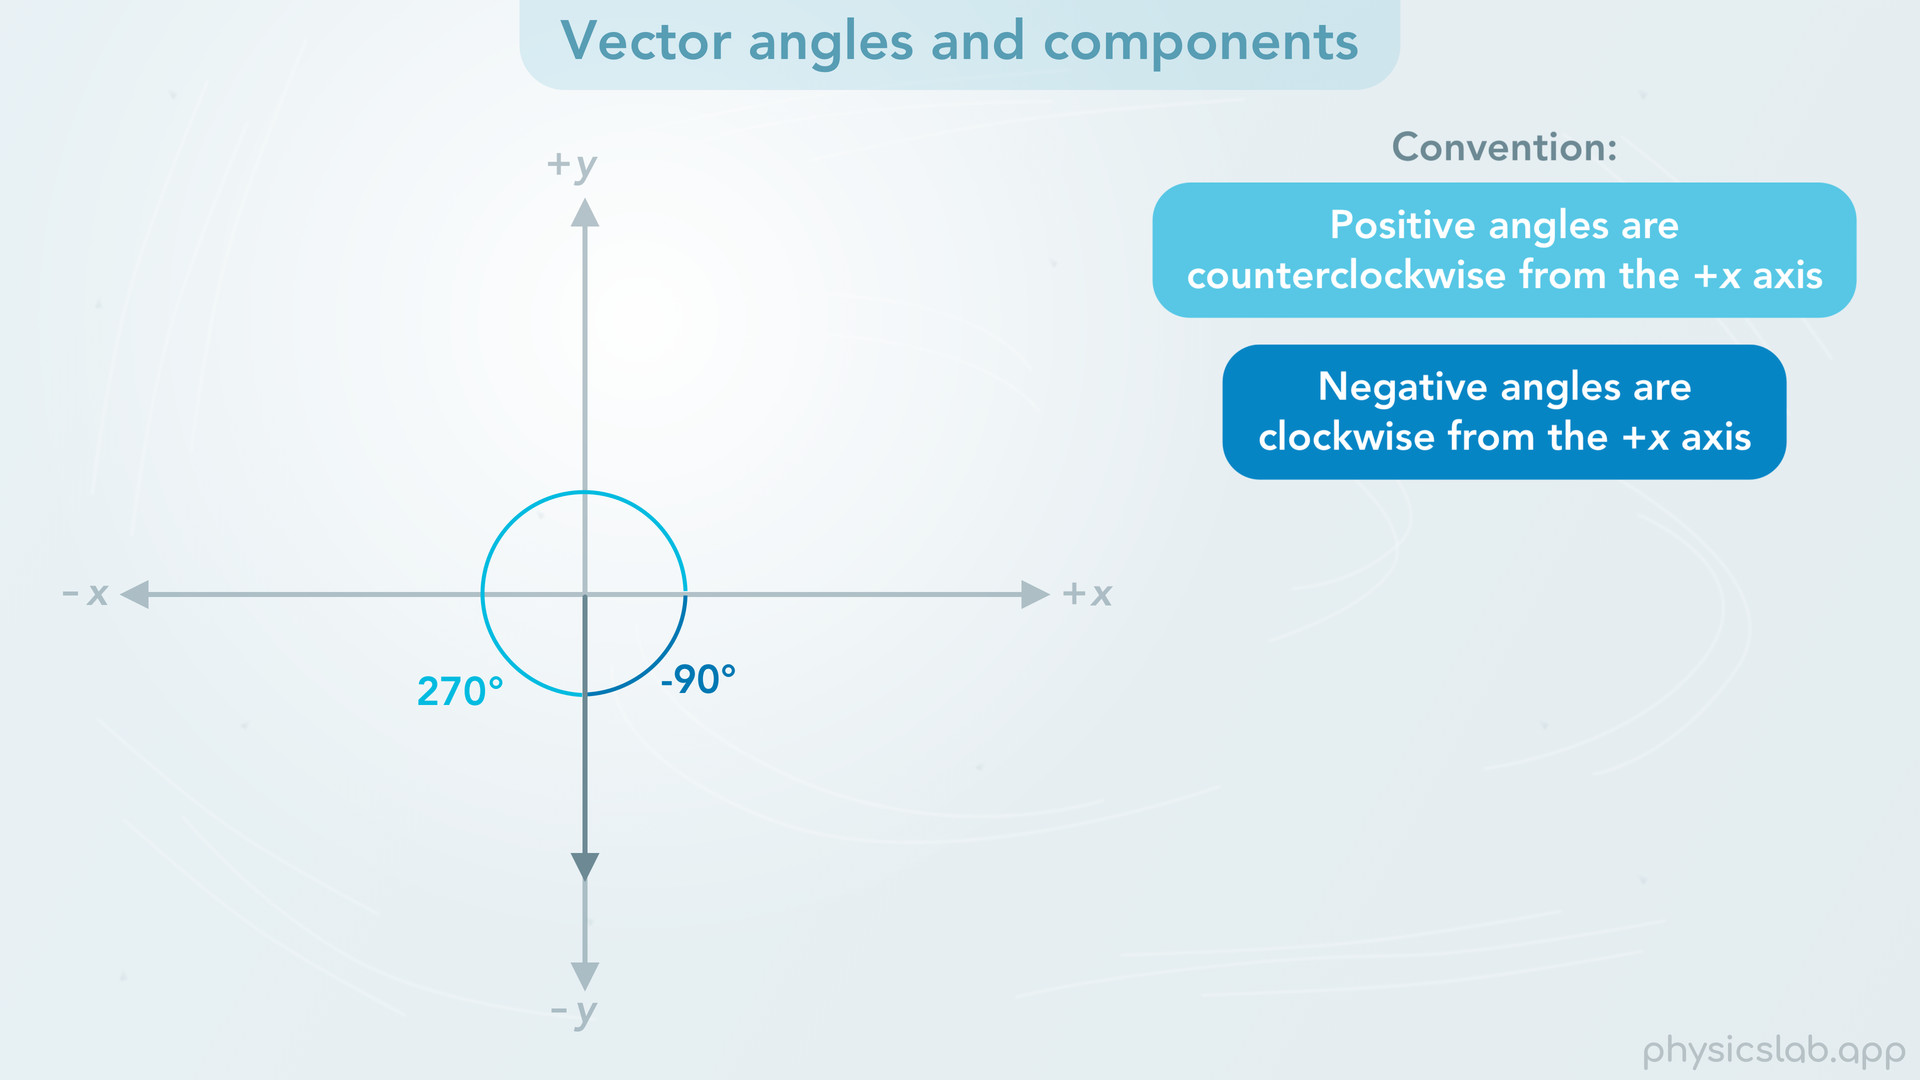 Vector angles and components
Convention:
Positive angles are
counterclockwise from the +x axis
Negative angles are
clockwise from the +x axis
+y
-x
+x
270°
-90°
-y
physicslab.app